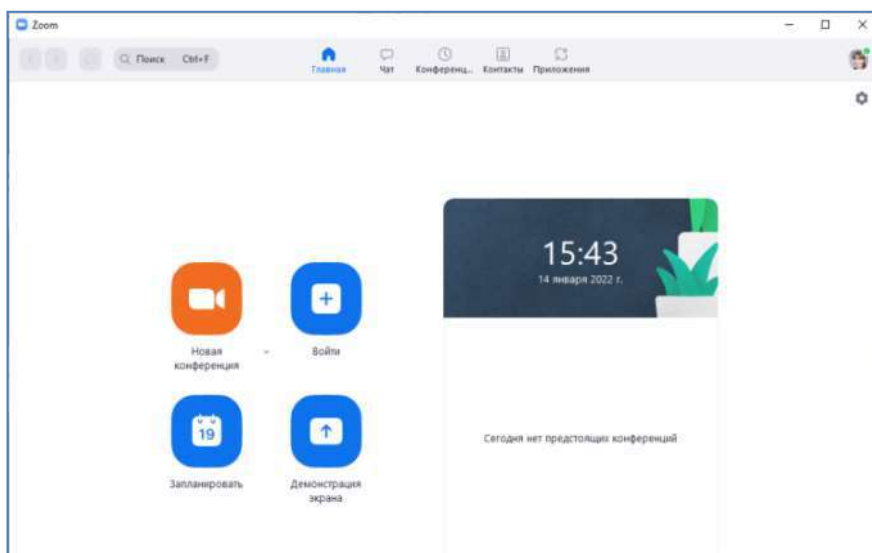 Zoom
Поиск Ctrl+F
Главная
Чат
Конференц...
Контакты
Приложения
15:43
14 января 2022 г.
Новая
конференция
Войти
19
Запланировать
Демонстрация
экрана
Сегодня нет предстоящих конференций